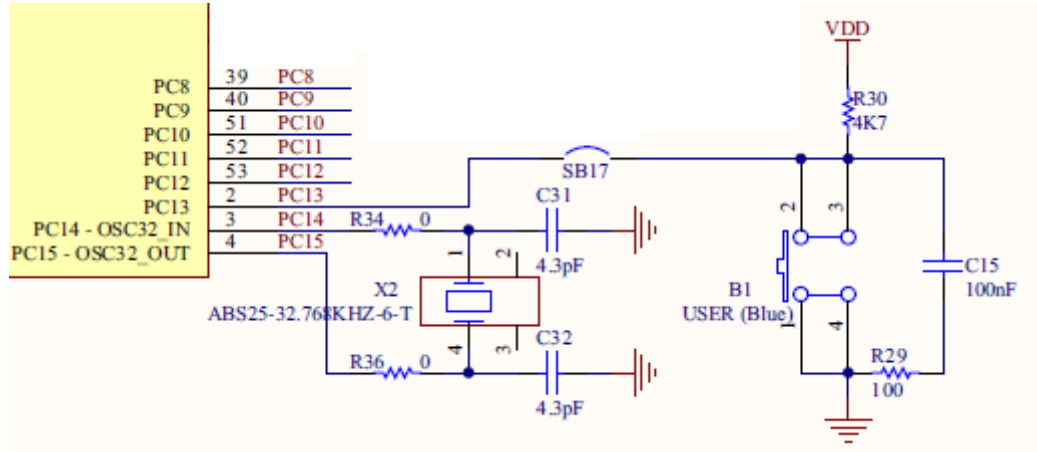 VDD
R30
4K7
PC8 39 PC8
PC9 40 PC9
PC10 51 PC10
PC11 52 PC11
PC12 53 PC12
PC13 2 PC13
PC14 - OSC32_IN 3 PC14
PC15 - OSC32_OUT 4 PC15
SB17
R34 0
C31
4.3pF
1 2
X2
ABS25-32.768KHZ-6-T
4 3
R36 0
C32
4.3pF
2 3
B1
USER (Blue)
1 4
C15
100nF
R29
100